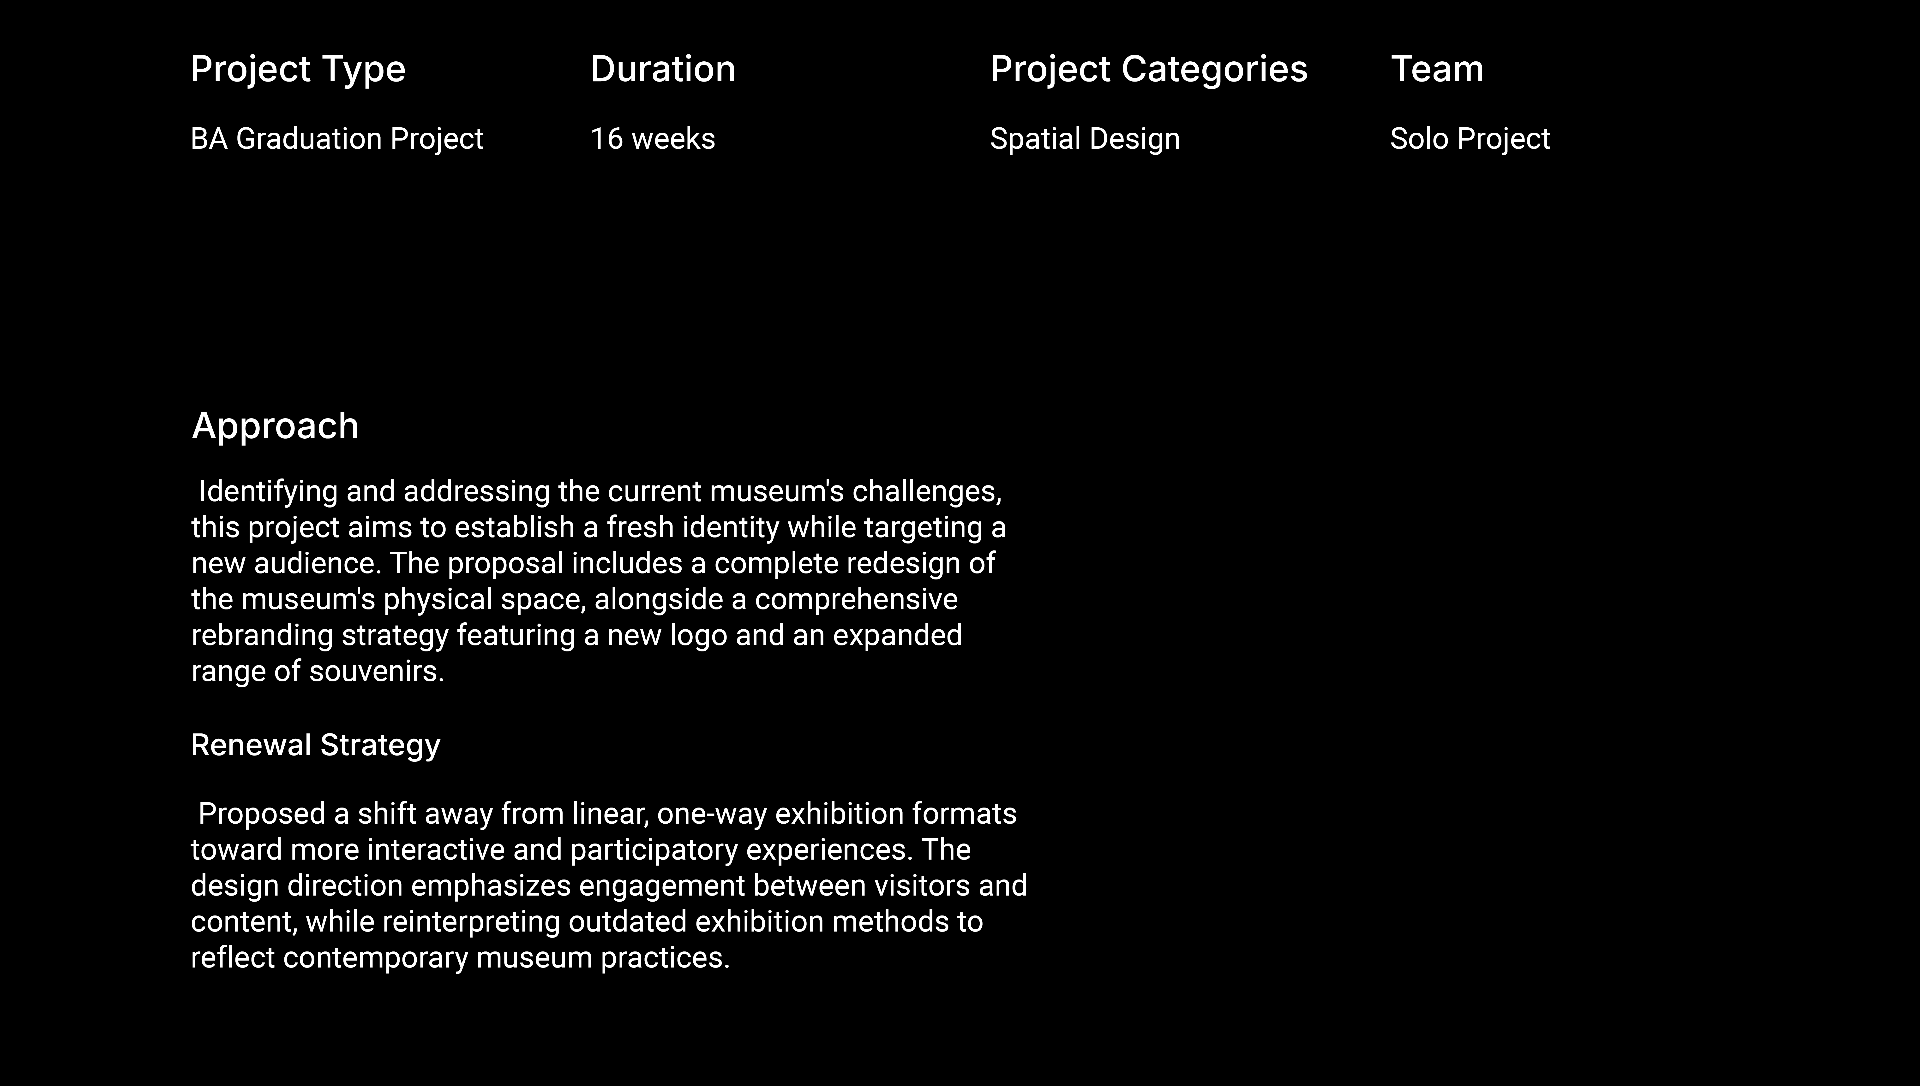 Project Type
Duration
Project Categories
Team
BA Graduation Project
16 weeks
Spatial Design
Solo Project
Approach
Identifying and addressing the current museum's challenges,
this project aims to establish a fresh identity while targeting a
new audience. The proposal includes a complete redesign of
the museum's physical space, alongside a comprehensive
rebranding strategy featuring a new logo and an expanded
range of souvenirs.
Renewal Strategy
Proposed a shift away from linear, one-way exhibition formats
toward more interactive and participatory experiences. The
design direction emphasizes engagement between visitors and
content, while reinterpreting outdated exhibition methods to
reflect contemporary museum practices.